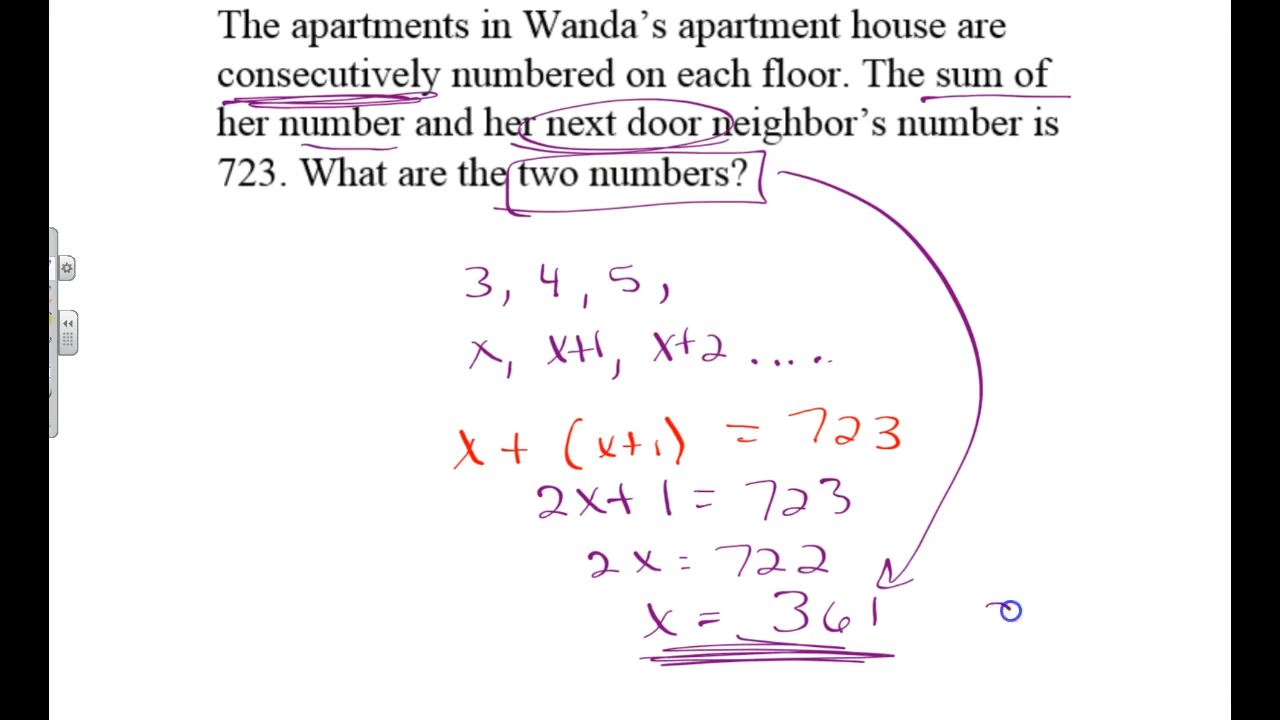 The apartments in Wanda's apartment house are
consecutively numbered on each floor. The sum of
her number and her next door neighbor's number is
723. What are the two numbers?
3, 4, 5,
x, x+1, x+2 .....
x + (x+1) = 723
2x + 1 = 723
2x = 722
x = 361